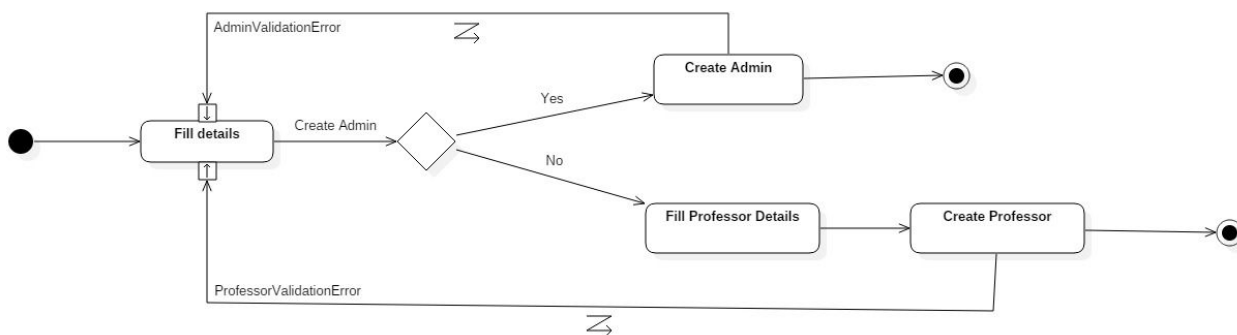 AdminValidationError
Create Admin
Yes
Fill details
Create Admin
No
Fill Professor Details
Create Professor
ProfessorValidationError